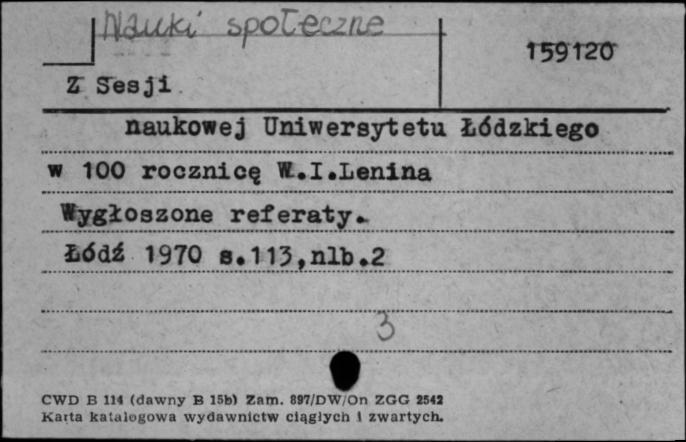 Nauki społeczne
159120
Z Sesji
naukowej Uniwersytetu Łódzkiego
w 100 rocznicę W.I.Lenina
Wygłoszone referaty.
Łódź 1970 s.113,nlb.2
3
CWD B 114 (dawny B 15b) Zam. 897/DW/On ZGG 2542
Karta katalogowa wydawnictw ciągłych i zwartych.